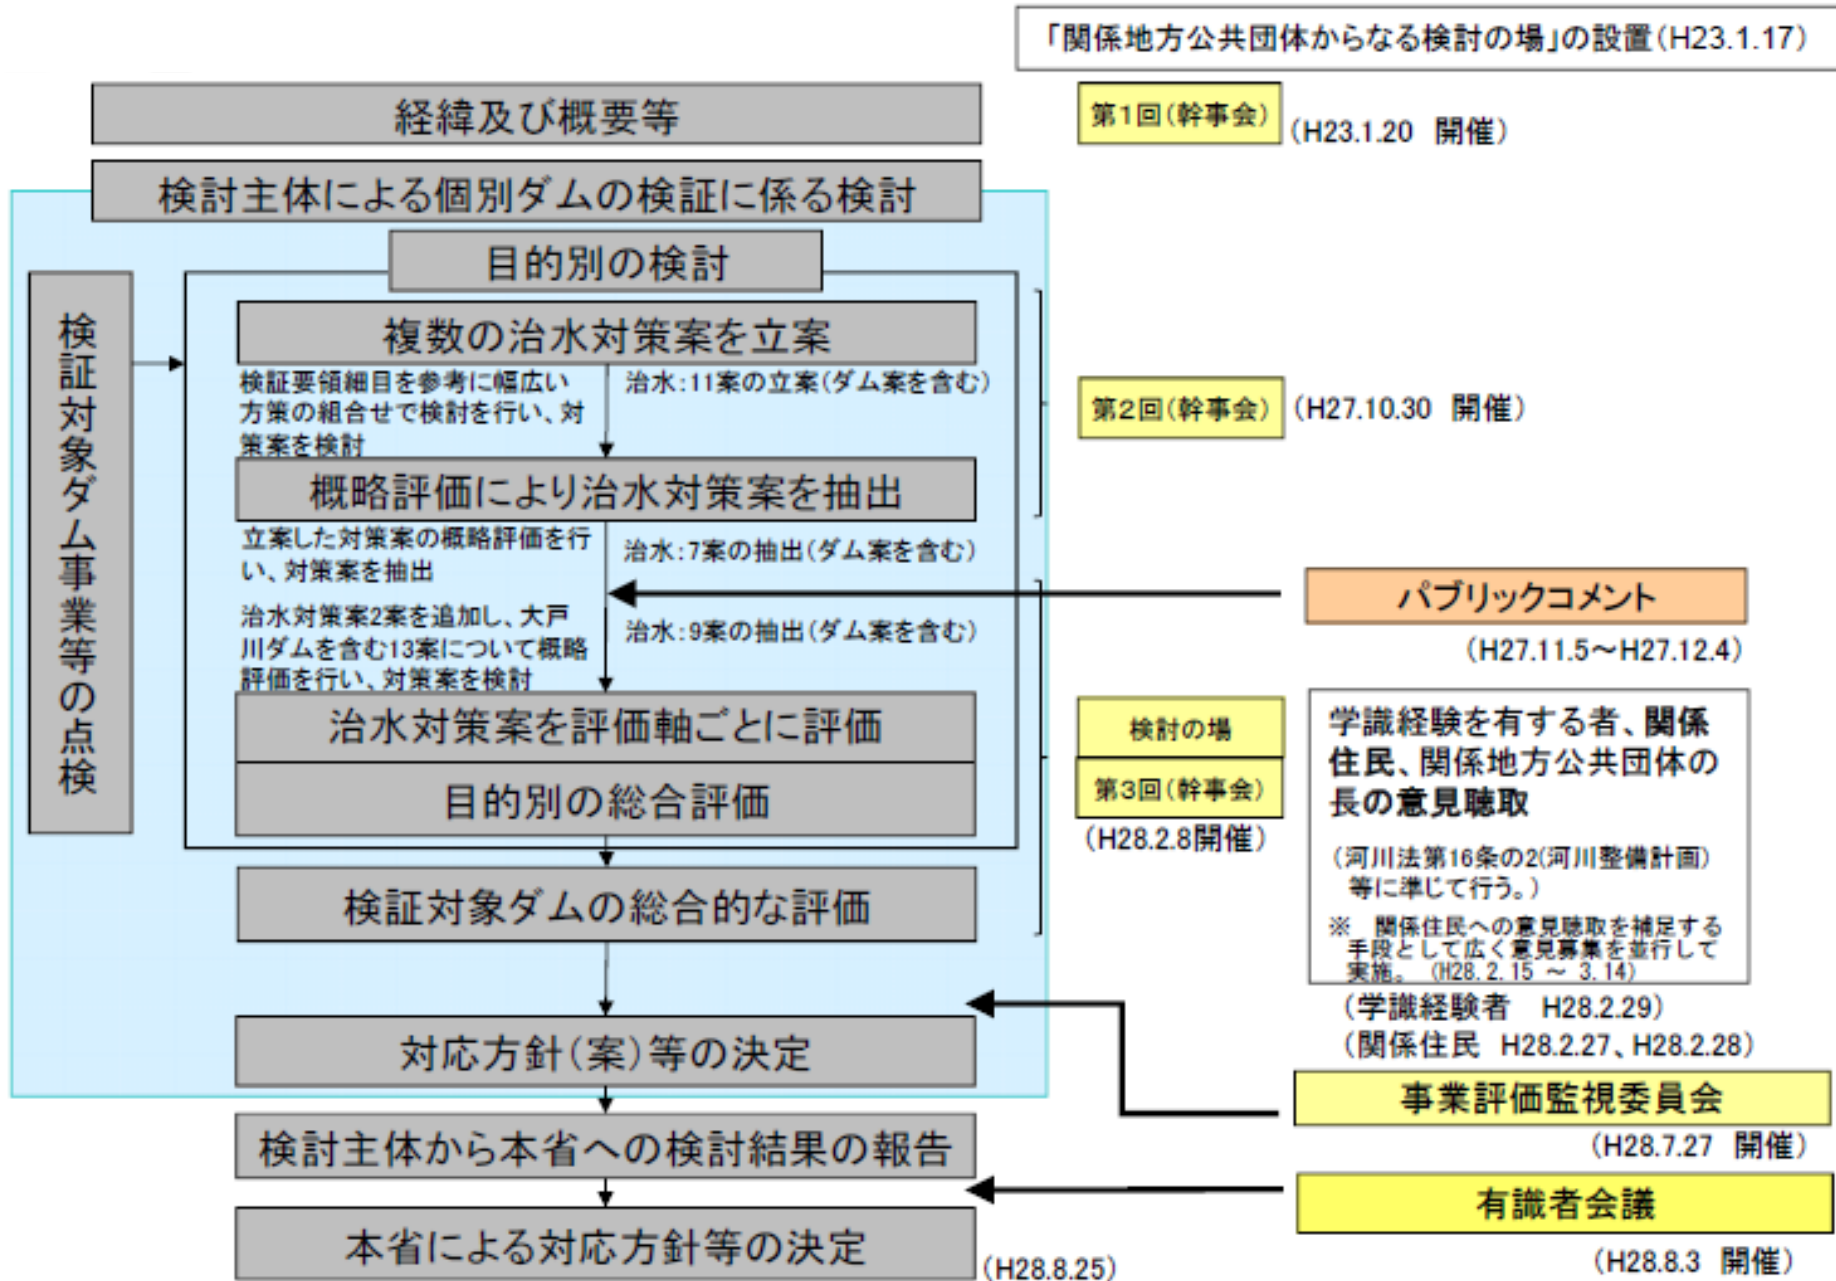 「関係地方公共団体からなる検討の場」の設置(H23.1.17)
経緯及び概要等
第1回(幹事会)
(H23.1.20 開催)
検討主体による個別ダムの検証に係る検討
目的別の検討
検証対象ダム事業等の点検
複数の治水対策案を立案
検証要領細目を参考に幅広い
方策の組合せで検討を行い、対
策案を検討
治水:11案の立案(ダム案を含む)
第2回(幹事会)
(H27.10.30 開催)
概略評価により治水対策案を抽出
立案した対策案の概略評価を行
い、対策案を抽出
治水:7案の抽出(ダム案を含む)
パブリックコメント
(H27.11.5～H27.12.4)
治水対策案2案を追加し、大戸
川ダムを含む13案について概略
評価を行い、対策案を検討
治水:9案の抽出(ダム案を含む)
治水対策案を評価軸ごとに評価
目的別の総合評価
検討の場
第3回(幹事会)
(H28.2.8開催)
学識経験を有する者、関係
住民、関係地方公共団体の
長の意見聴取
(河川法第16条の2(河川整備計画)
等に準じて行う。)
※ 関係住民への意見聴取を補足する
手段として広く意見募集を並行して
実施。 (H28.2.15 ～ 3.14)
(学識経験者 H28.2.29)
(関係住民 H28.2.27、H28.2.28)
検証対象ダムの総合的な評価
対応方針(案)等の決定
事業評価監視委員会
(H28.7.27 開催)
検討主体から本省への検討結果の報告
有識者会議
(H28.8.3 開催)
本省による対応方針等の決定
(H28.8.25)